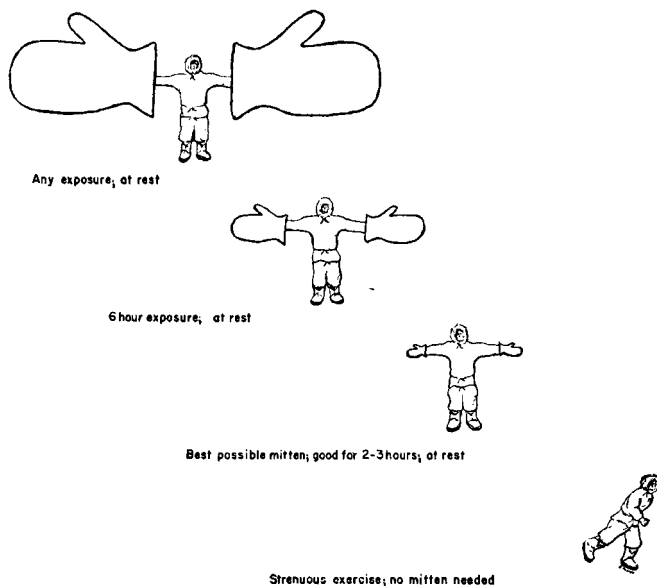 Any exposure; at rest
6 hour exposure; at rest
Best possible mitten; good for 2-3 hours; at rest
Strenuous exercise; no mitten needed